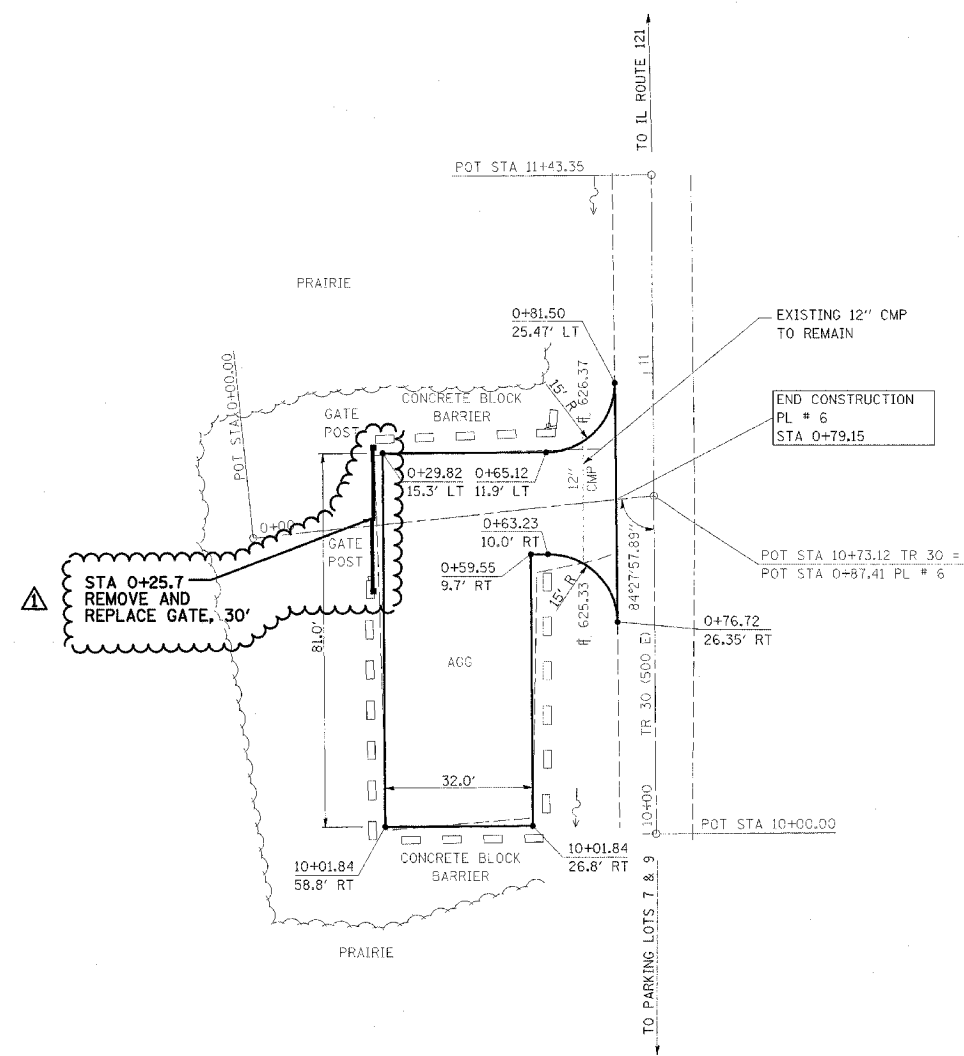 TO IL ROUTE 121
POT STA 11+43.35
PRAIRIE
0+81.50
25.47' LT
EXISTING 12" CMP
TO REMAIN
15' R
626.37
11
POT STA 0+00.00
GATE
POST
CONCRETE BLOCK
BARRIER
END CONSTRUCTION
PL # 6
STA 0+79.15
0+29.82
15.3' LT
0+65.12
11.9' LT
12"
CMP
0+00
0+63.23
10.0' RT
GATE
POST
84°27'57.89"
POT STA 10+73.12 TR 30 =
POT STA 0+87.41 PL # 6
0+59.55
9.7' RT
STA 0+25.7
REMOVE AND
REPLACE GATE, 30'
1
15' R
625.33
0+76.72
26.35' RT
81.0'
AGG
TR 30 (500 E)
32.0'
10+00
POT STA 10+00.00
10+01.84
58.8' RT
CONCRETE BLOCK
BARRIER
10+01.84
26.8' RT
PRAIRIE
TO PARKING LOTS 7 & 9